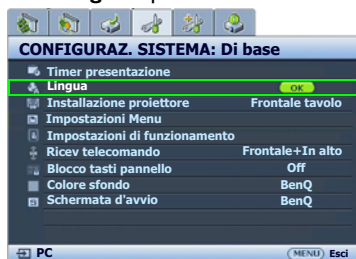 CONFIGURAZ. SISTEMA: Di base
Timer presentazione
Lingua OK
Installazione proiettore Frontale tavolo
Impostazioni Menu
Impostazioni di funzionamento
Ricev telecomando Frontale+In alto
Blocco tasti pannello Off
Colore sfondo BenQ
Schermata d'avvio BenQ
PC MENU Esci